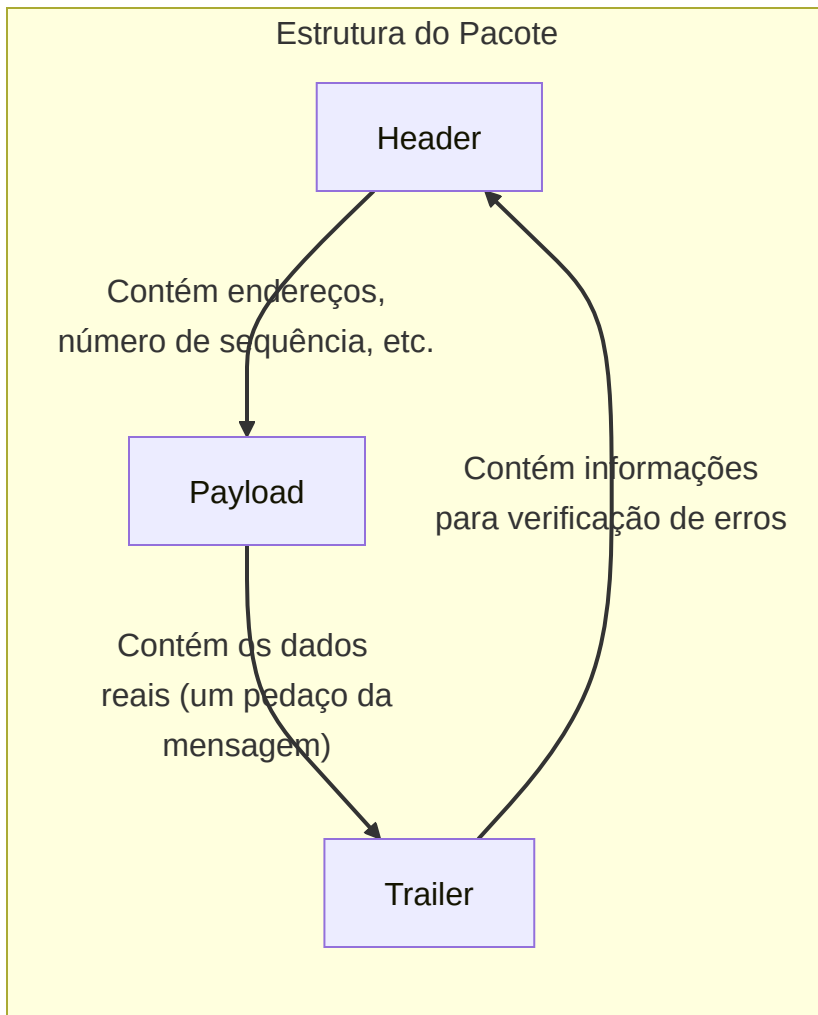 Estrutura do Pacote
Header
Contém endereços,
número de sequência, etc.
Payload
Contém informações
para verificação de erros
Contém os dados
reais (um pedaço da
mensagem)
Trailer